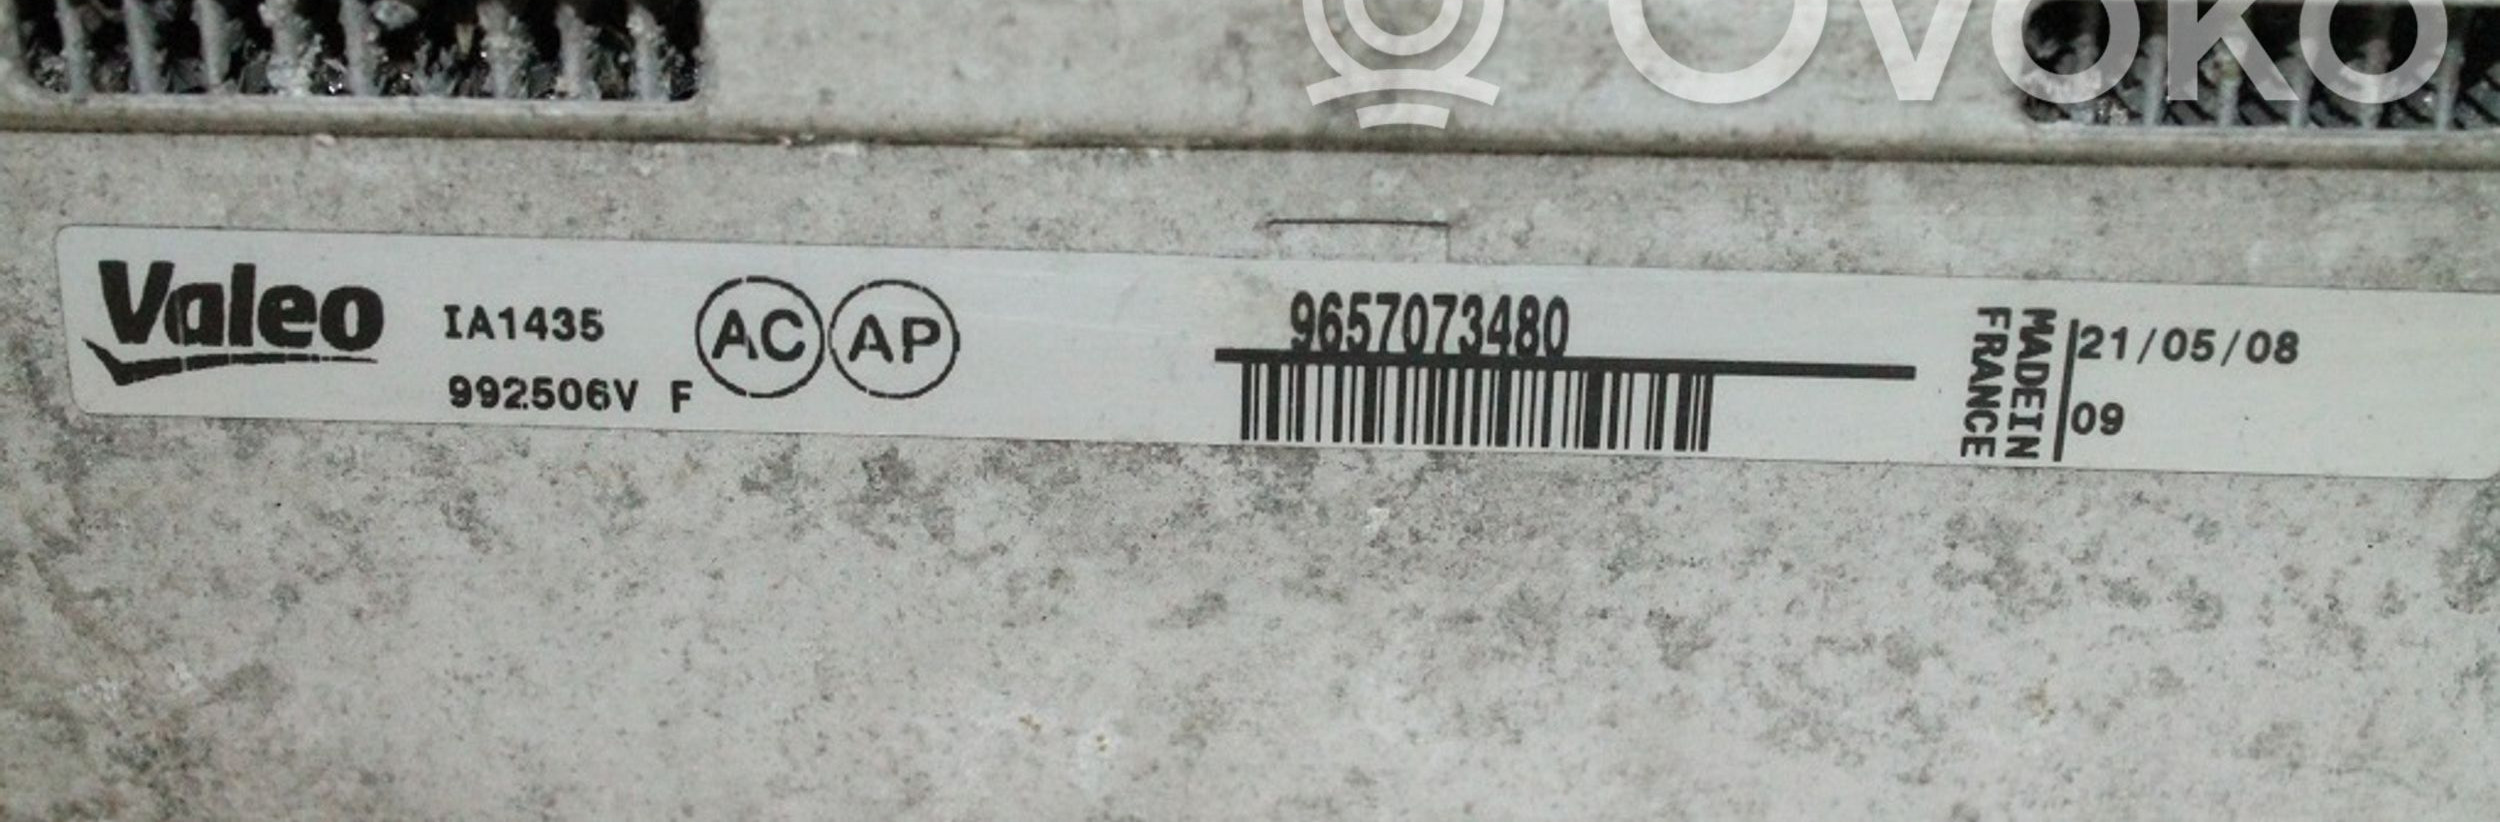 Ovoko
Valeo
IA1435
992506V F
AC AP
9657073480
MADEIN
FRANCE
21/05/08
09